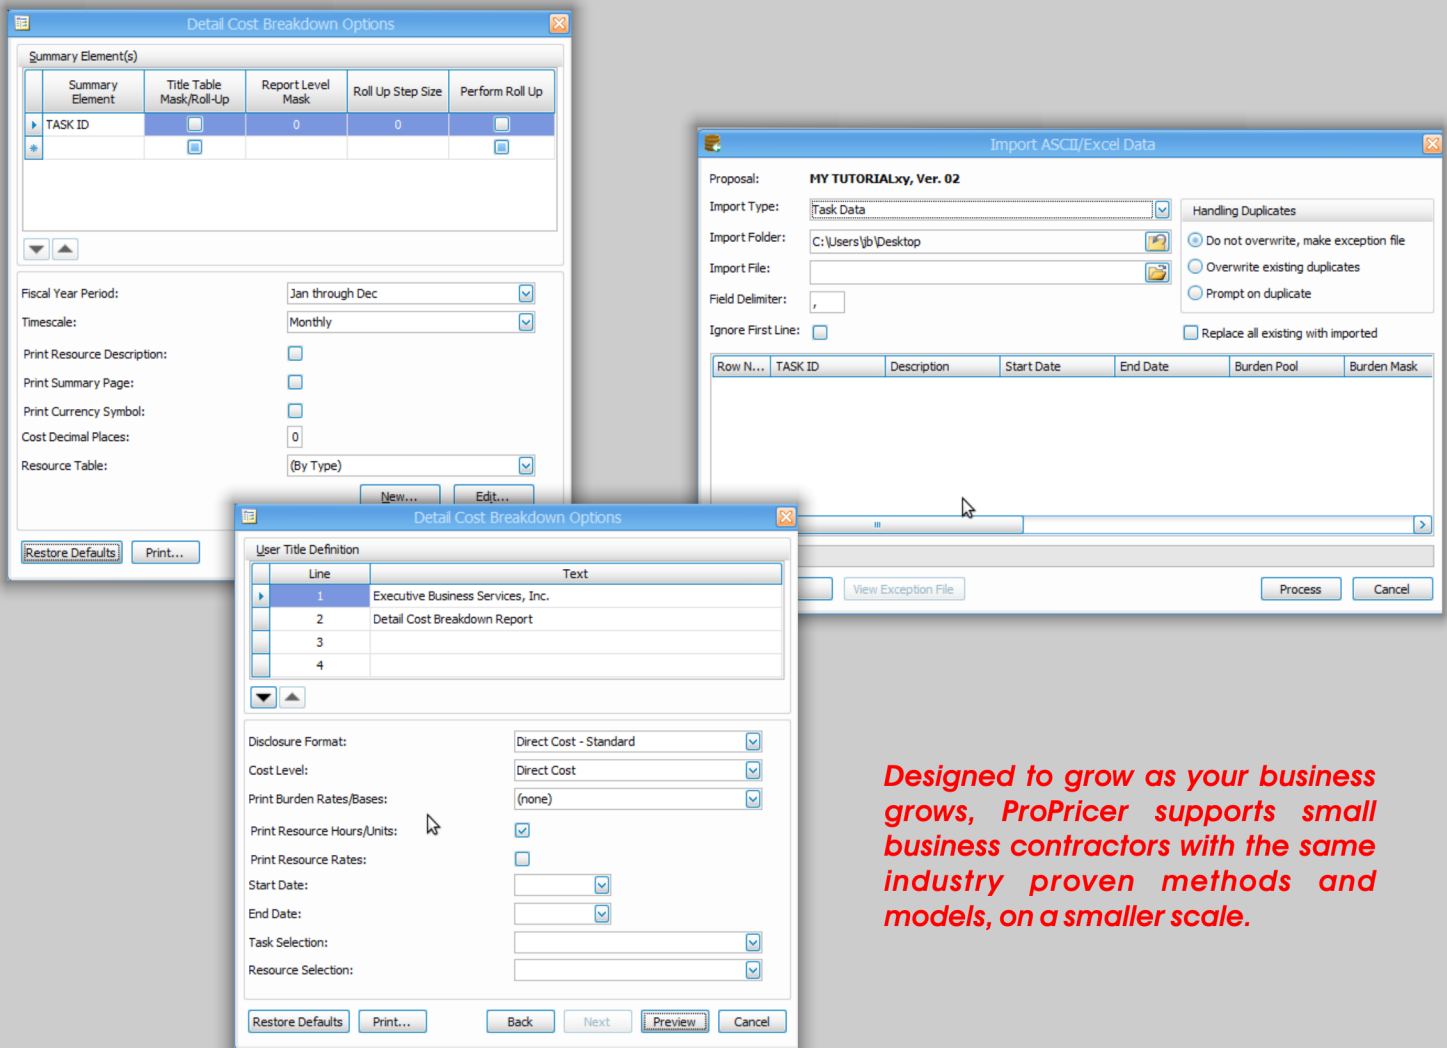 Detail Cost Breakdown Options
Summary Element(s)
Summary Element
Title Table Mask/Roll-Up
Report Level Mask
Roll Up Step Size
Perform Roll Up
TASK ID
0
0
Fiscal Year Period:
Jan through Dec
Timescale:
Monthly
Print Resource Description:
Print Summary Page:
Print Currency Symbol:
Cost Decimal Places:
0
Resource Table:
(By Type)
New...
Edit...
Restore Defaults
Print...
Import ASCII/Excel Data
Proposal:
MY TUTORIALxy, Ver. 02
Import Type:
Task Data
Import Folder:
C:\Users\jb\Desktop
Import File:
Field Delimiter:
,
Ignore First Line:
Handling Duplicates
Do not overwrite, make exception file
Overwrite existing duplicates
Prompt on duplicate
Replace all existing with imported
Row N...
TASK ID
Description
Start Date
End Date
Burden Pool
Burden Mask
View Exception File
Process
Cancel
Detail Cost Breakdown Options
User Title Definition
Line
Text
1
Executive Business Services, Inc.
2
Detail Cost Breakdown Report
3
4
Disclosure Format:
Direct Cost - Standard
Cost Level:
Direct Cost
Print Burden Rates/Bases:
(none)
Print Resource Hours/Units:
Print Resource Rates:
Start Date:
End Date:
Task Selection:
Resource Selection:
Restore Defaults
Print...
Back
Next
Preview
Cancel
Designed to grow as your business
grows, ProPricer supports small
business contractors with the same
industry proven methods and
models, on a smaller scale.